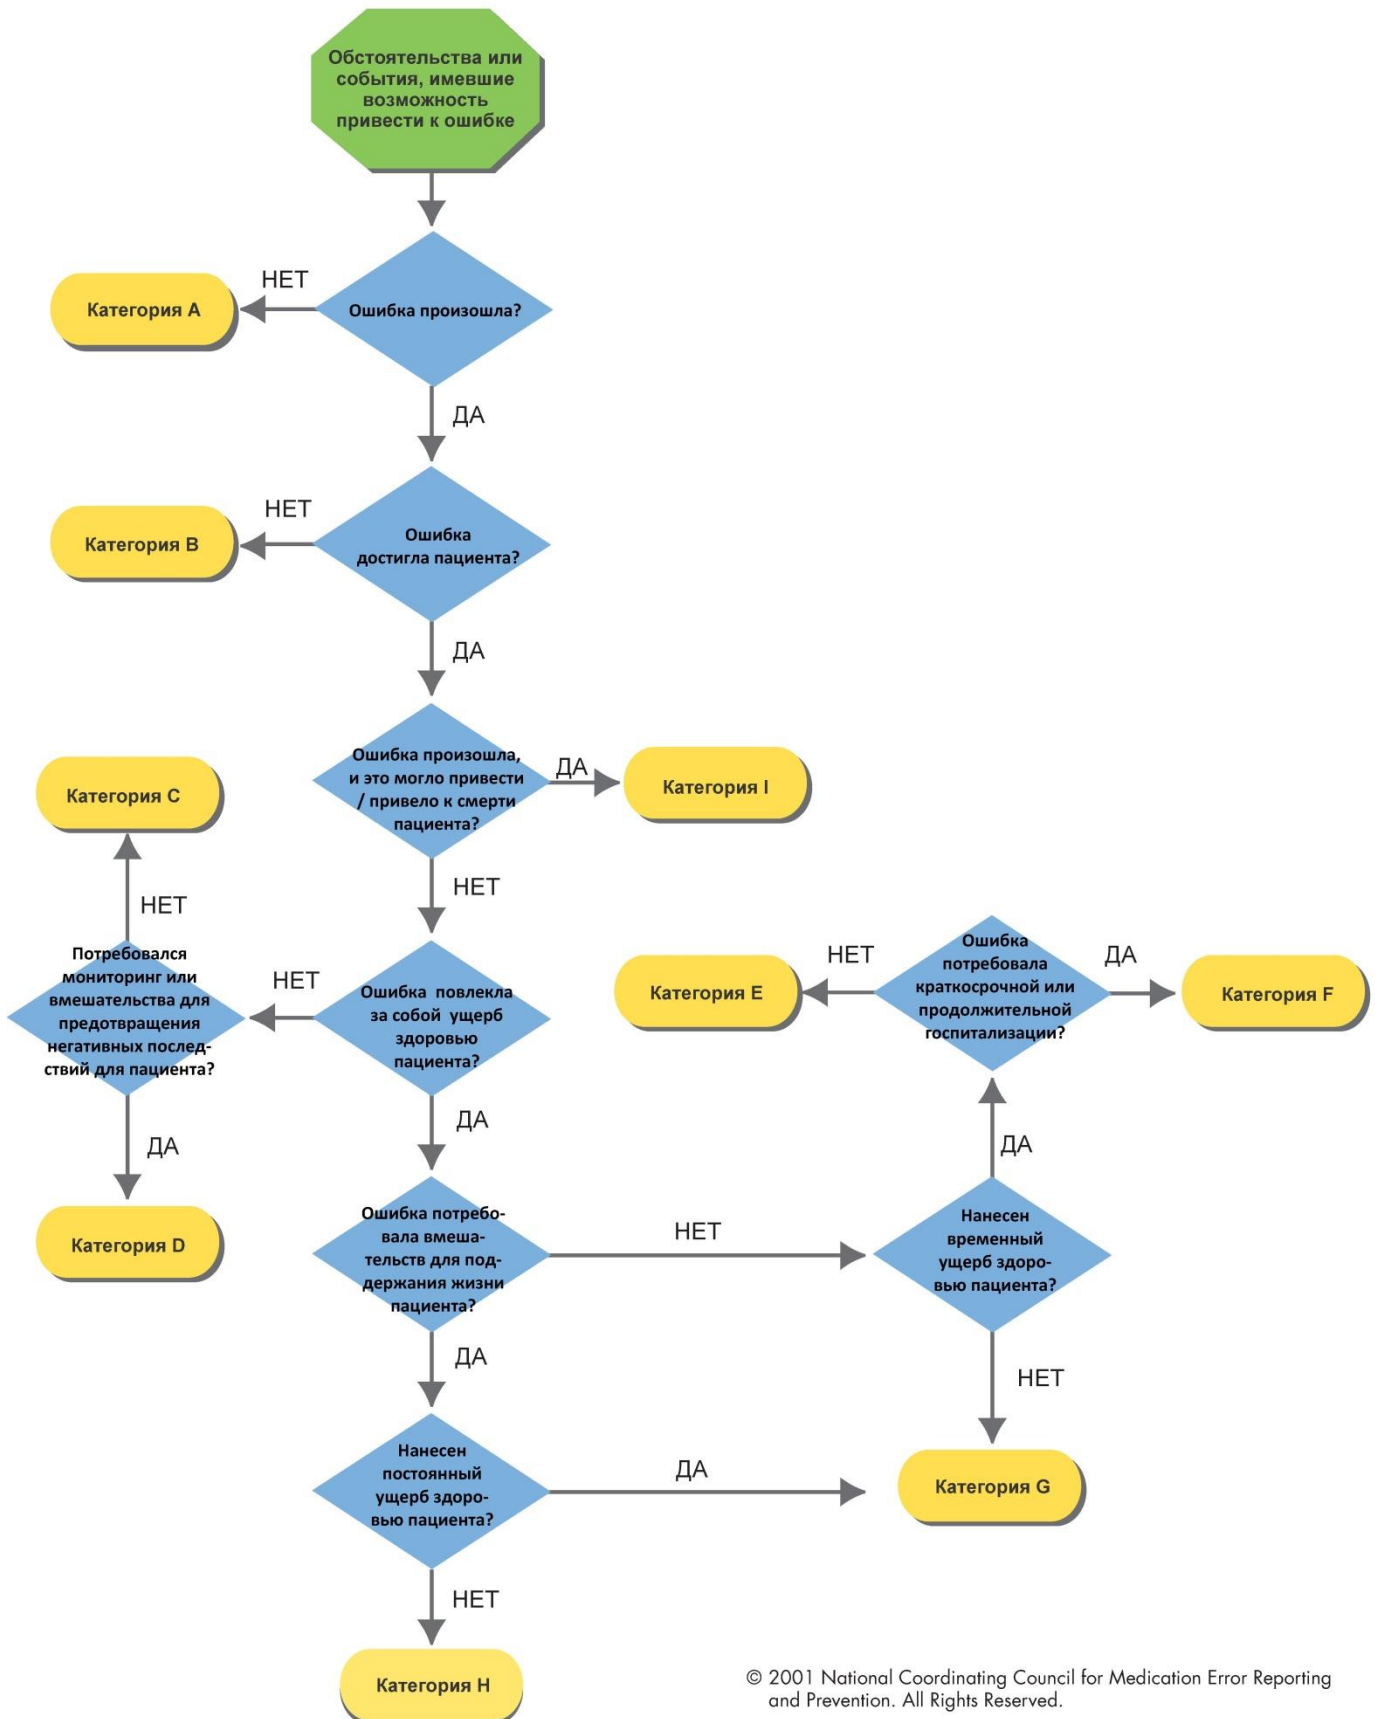 Обстоятельства или
события, имевшие
возможность
привести к ошибке
НЕТ
Категория A
Ошибка произошла?
ДА
НЕТ
Категория B
Ошибка
достигла пациента?
ДА
Ошибка произошла,
и это могло привести
/ привело к смерти
пациента?
ДА
Категория I
Категория C
НЕТ
НЕТ
Потребовался
мониторинг или
вмешательства для
предотвращения
негативных послед-
ствий для пациента?
НЕТ
Ошибка повлекла
за собой ущерб
здоровью
пациента?
Категория E
НЕТ
Ошибка
потребовала
краткосрочной или
продолжительной
госпитализации?
ДА
Категория F
ДА
ДА
ДА
Категория D
Ошибка потребо-
вала вмеша-
тельств для под-
держания жизни
пациента?
НЕТ
Нанесен
временный
ущерб здоро-
вью пациента?
ДА
НЕТ
Нанесен
постоянный
ущерб здоро-
вью пациента?
ДА
Категория G
НЕТ
Категория H
© 2001 National Coordinating Council for Medication Error Reporting
and Prevention. All Rights Reserved.